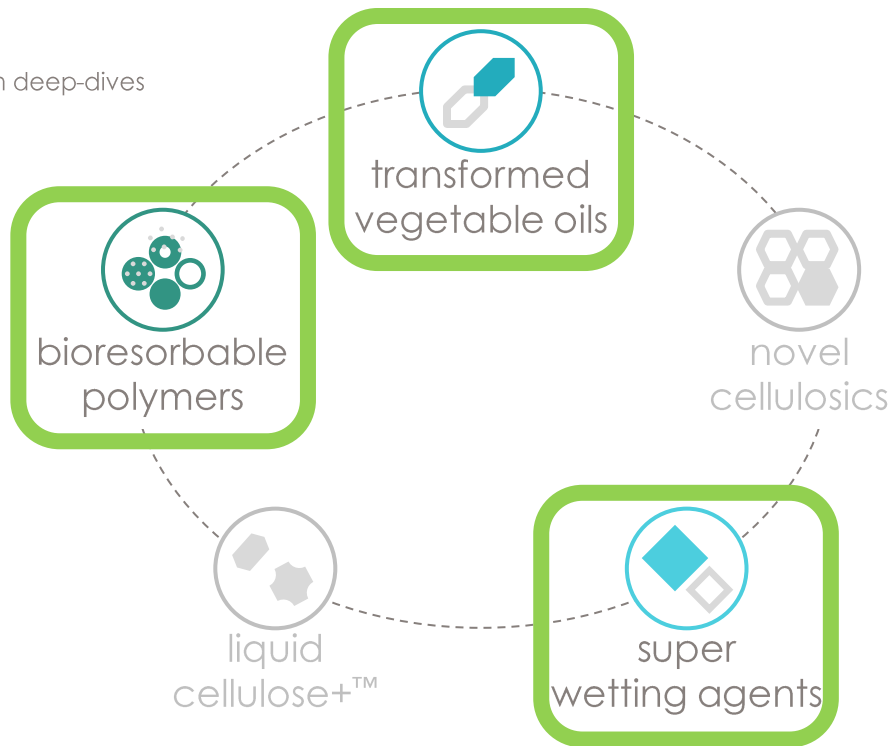 deep-dives
transformed
vegetable oils
bioresorbable
polymers
novel
cellulosics
liquid
cellulose+™
super
wetting agents